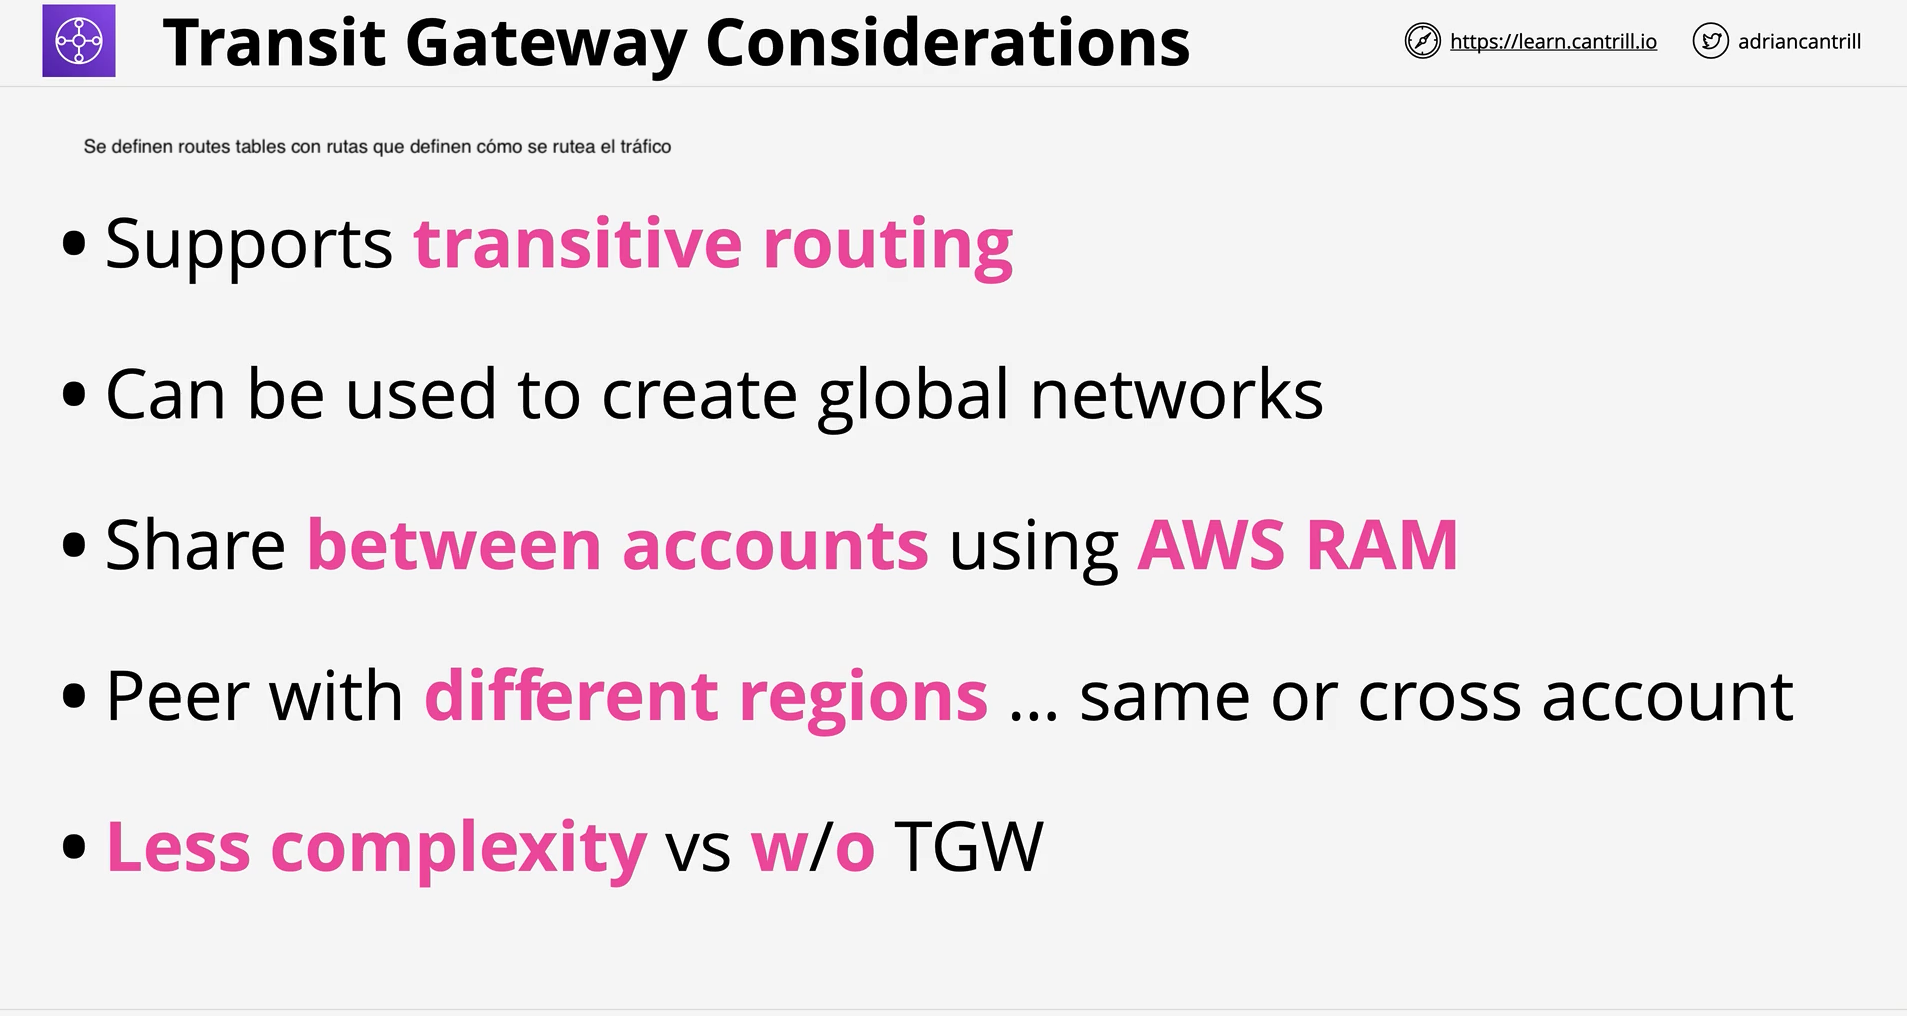 Transit Gateway Considerations
https://learn.cantrill.io
adriancantrill
Se definen routes tables con rutas que definen cómo se rutea el tráfico
• Supports transitive routing
• Can be used to create global networks
• Share between accounts using AWS RAM
• Peer with different regions ... same or cross account
• Less complexity vs w/o TGW